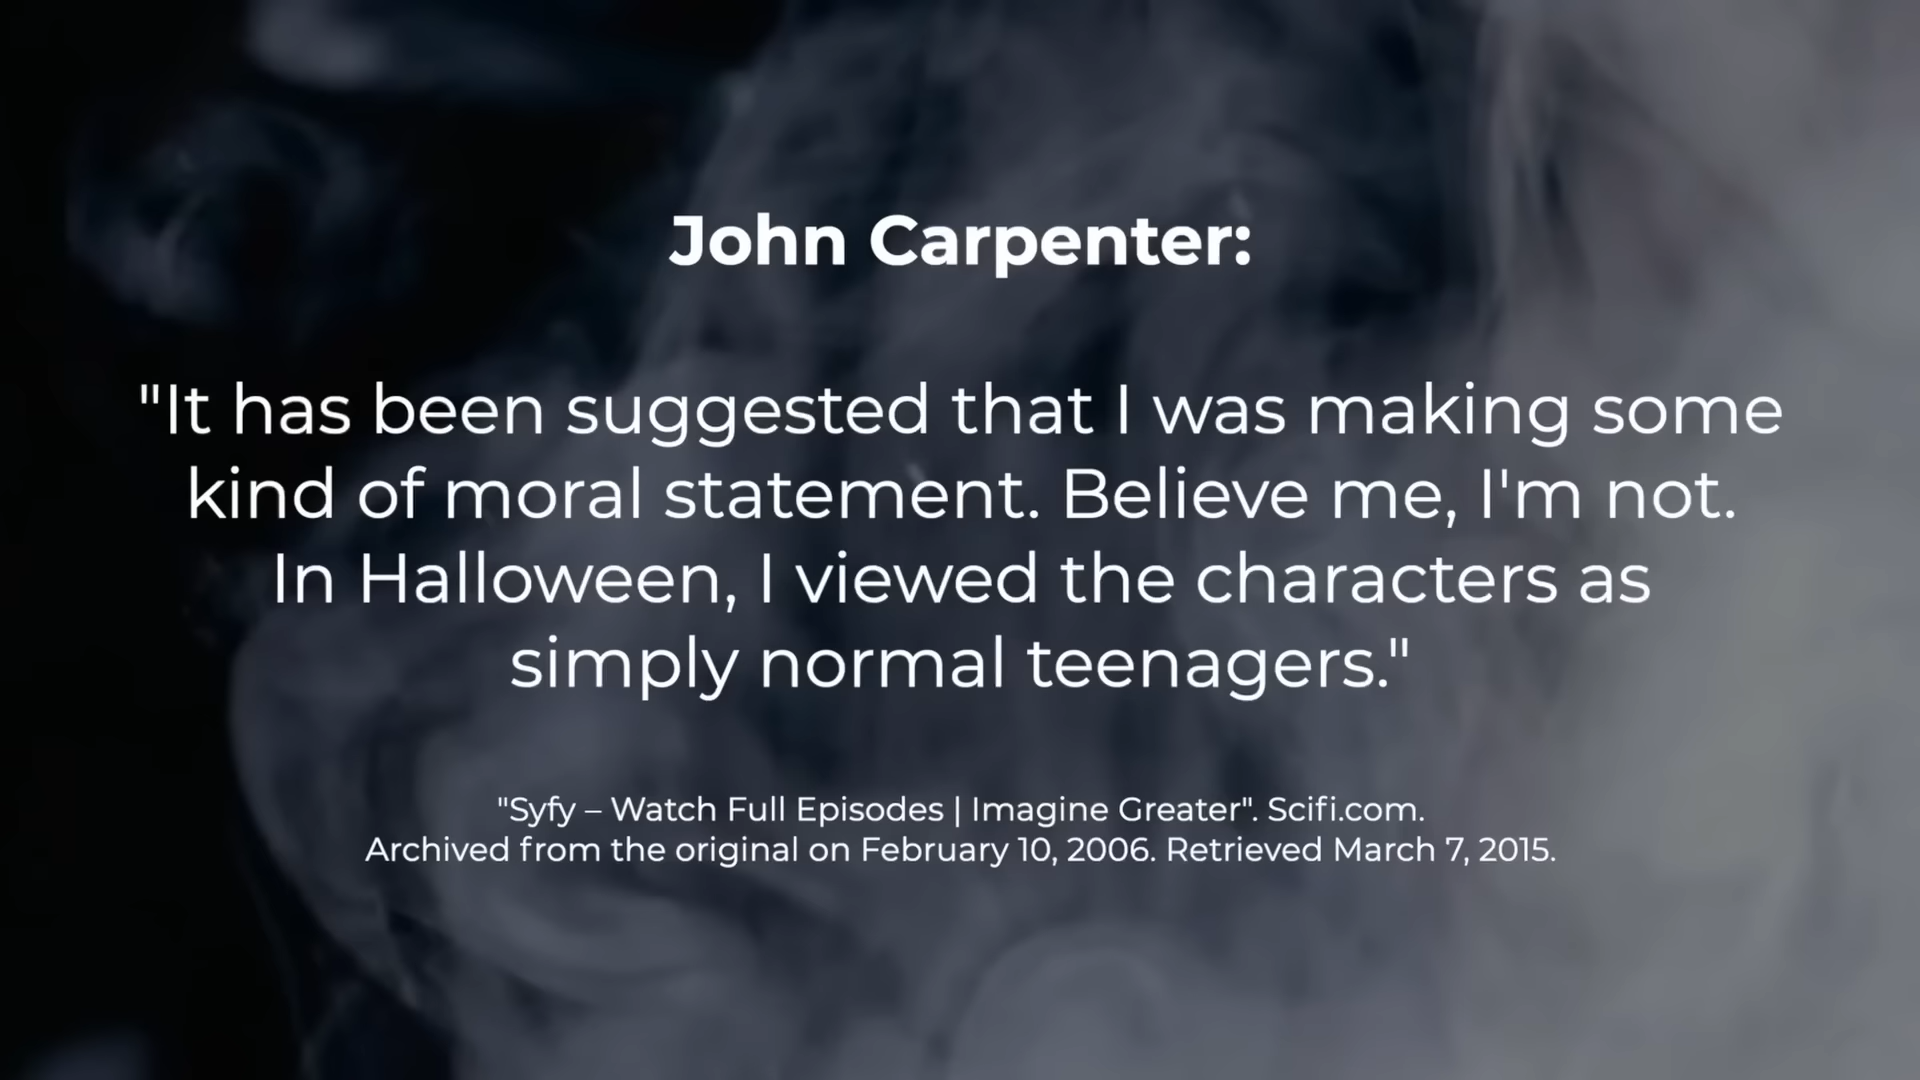 John Carpenter:
"It has been suggested that I was making some
kind of moral statement. Believe me, I'm not.
In Halloween, I viewed the characters as
simply normal teenagers."
"Syfy – Watch Full Episodes | Imagine Greater". Scifi.com.
Archived from the original on February 10, 2006. Retrieved March 7, 2015.